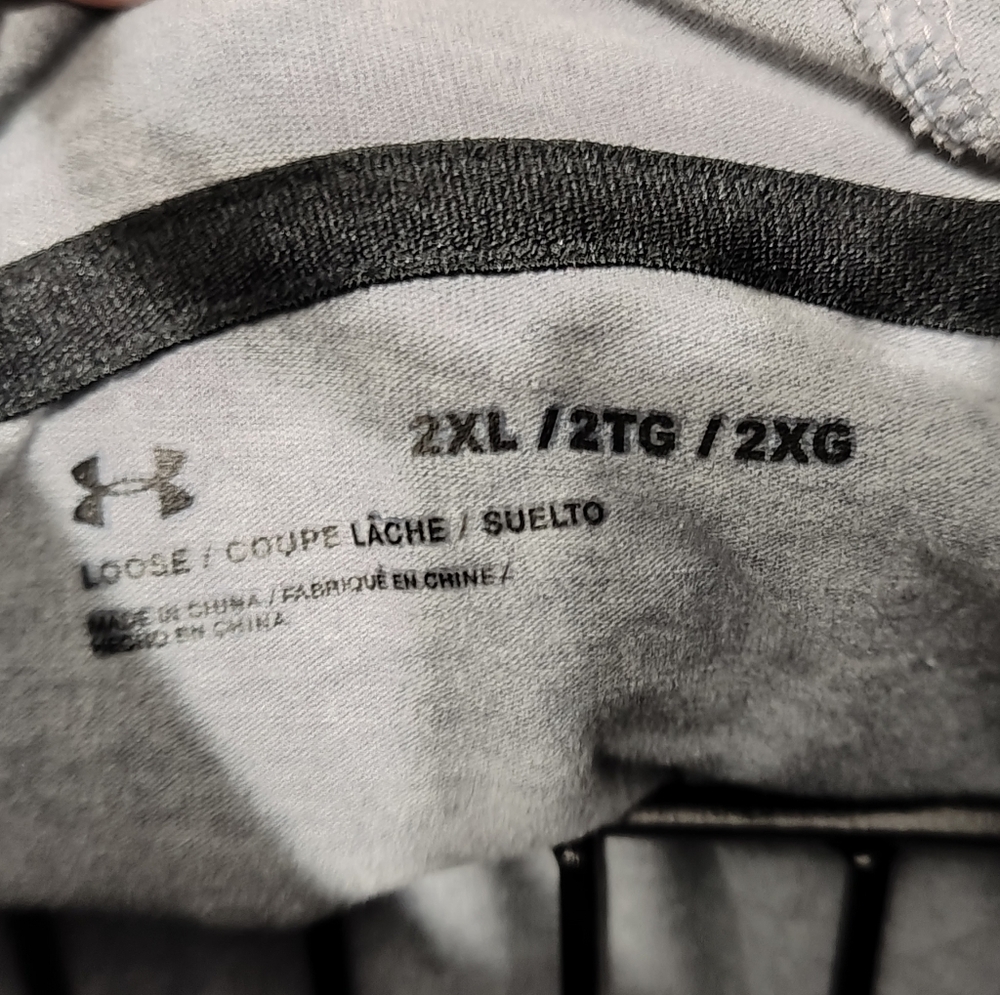 2XL / 2TG / 2XG
LOOSE / COUPE LÂCHE / SUELTO
MADE IN CHINA / FABRIQUÉ EN CHINE /
HECHO EN CHINA